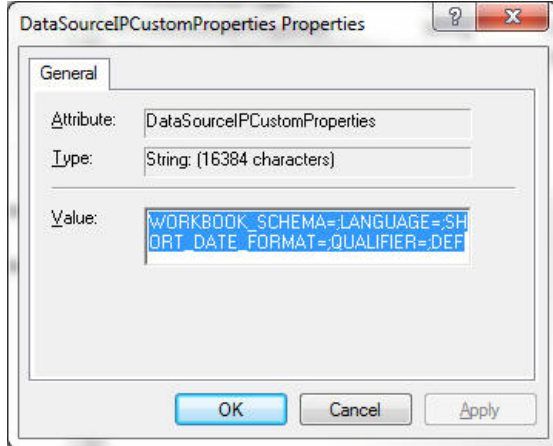 DataSourceIPCustomProperties Properties
General
Attribute: DataSourceIPCustomProperties
Type: String: (16384 characters)
Value: WORKBOOK_SCHEMA=;LANGUAGE=;SH
ORT_DATE_FORMAT=;QUALIFIER=;DEF
OK Cancel Apply